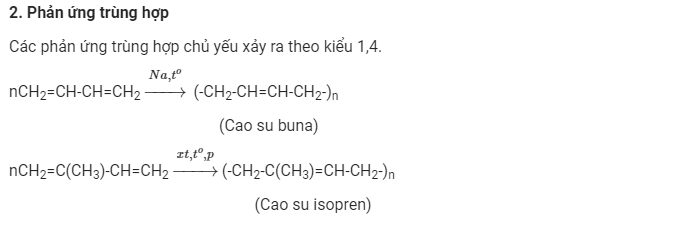 2. Phản ứng trùng hợp
Các phản ứng trùng hợp chủ yếu xảy ra theo kiểu 1,4.
nCH₂=CH-CH=CH₂ \xrightarrow{Na,t^o} (-CH₂-CH=CH-CH₂-)ₙ
(Cao su buna)
nCH₂=C(CH₃)-CH=CH₂ \xrightarrow{xt,t^o,p} (-CH₂-C(CH₃)=CH-CH₂-)ₙ
(Cao su isopren)